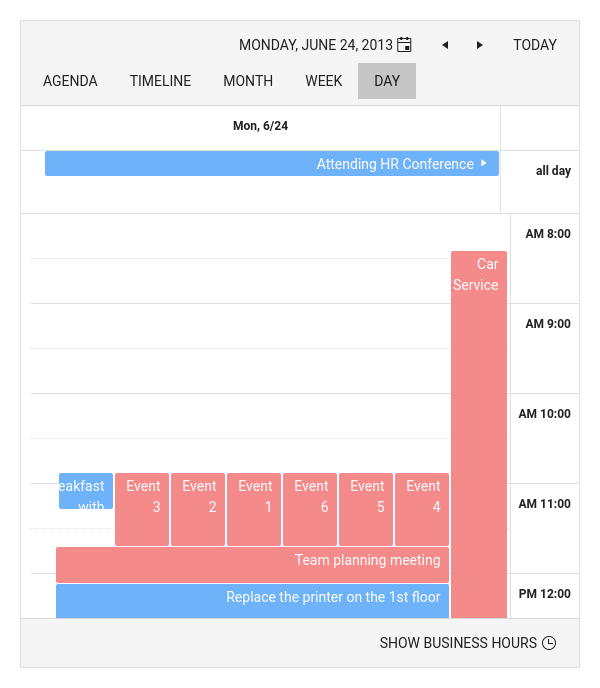 MONDAY, JUNE 24, 2013
TODAY
AGENDA TIMELINE MONTH WEEK DAY
Mon, 6/24
Attending HR Conference
all day
AM 8:00
Car
Service
AM 9:00
AM 10:00
AM 11:00
PM 12:00
eakfast
with
Event
3
Event
2
Event
1
Event
6
Event
5
Event
4
Team planning meeting
Replace the printer on the 1st floor
SHOW BUSINESS HOURS